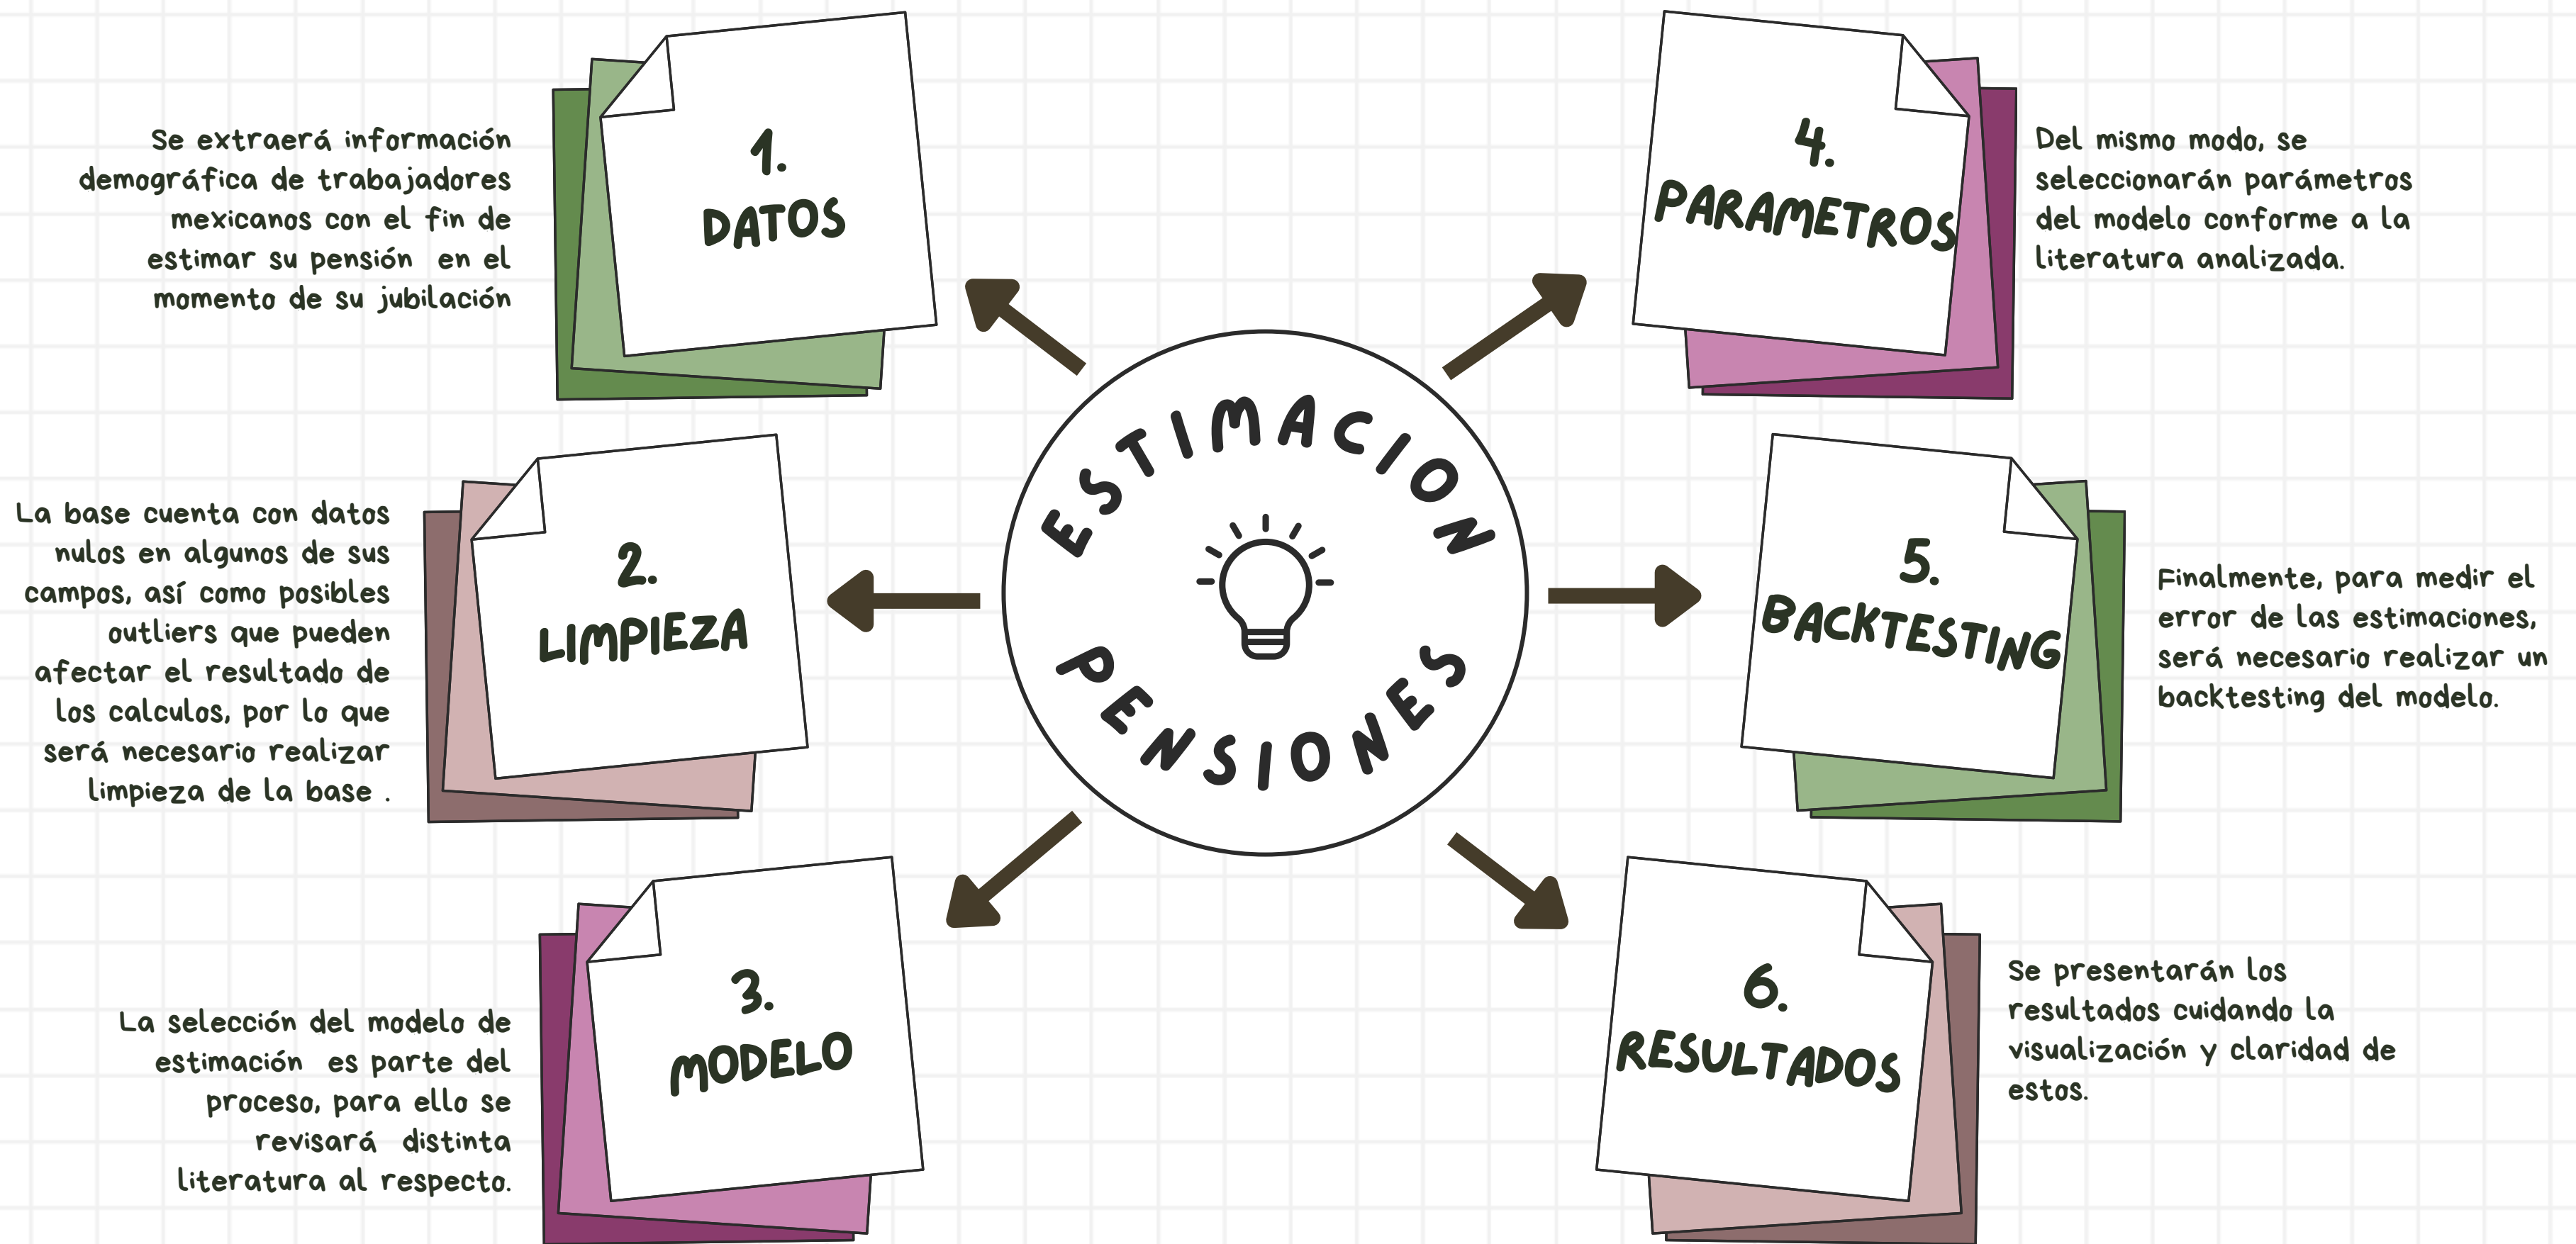 ESTIMACION
PENSIONES
1.
DATOS
Se extraerá información
demográfica de trabajadores
mexicanos con el fin de
estimar su pensión en el
momento de su jubilación
2.
LIMPIEZA
La base cuenta con datos
nulos en algunos de sus
campos, así como posibles
outliers que pueden
afectar el resultado de
los calculos, por lo que
será necesario realizar
limpieza de la base .
3.
MODELO
La selección del modelo de
estimación es parte del
proceso, para ello se
revisará distinta
literatura al respecto.
4.
PARAMETROS
Del mismo modo, se
seleccionarán parámetros
del modelo conforme a la
literatura analizada.
5.
BACKTESTING
Finalmente, para medir el
error de las estimaciones,
será necesario realizar un
backtesting del modelo.
6.
RESULTADOS
Se presentarán los
resultados cuidando la
visualización y claridad de
estos.